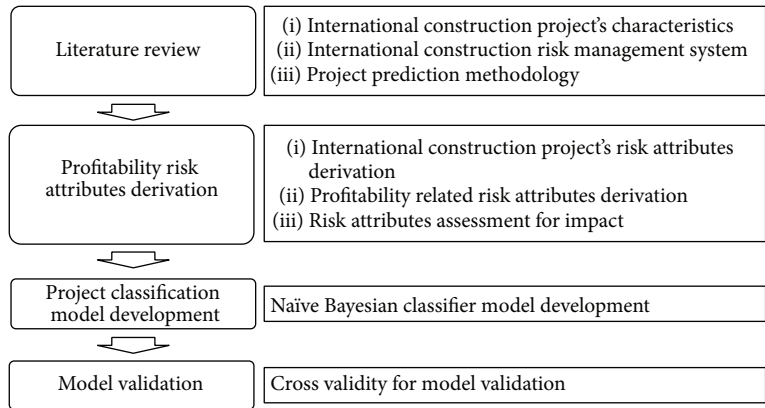 Literature review
(i) International construction project's characteristics
(ii) International construction risk management system
(iii) Project prediction methodology
Profitability risk
attributes derivation
(i) International construction project's risk attributes
derivation
(ii) Profitability related risk attributes derivation
(iii) Risk attributes assessment for impact
Project classification
model development
Naïve Bayesian classifier model development
Model validation
Cross validity for model validation